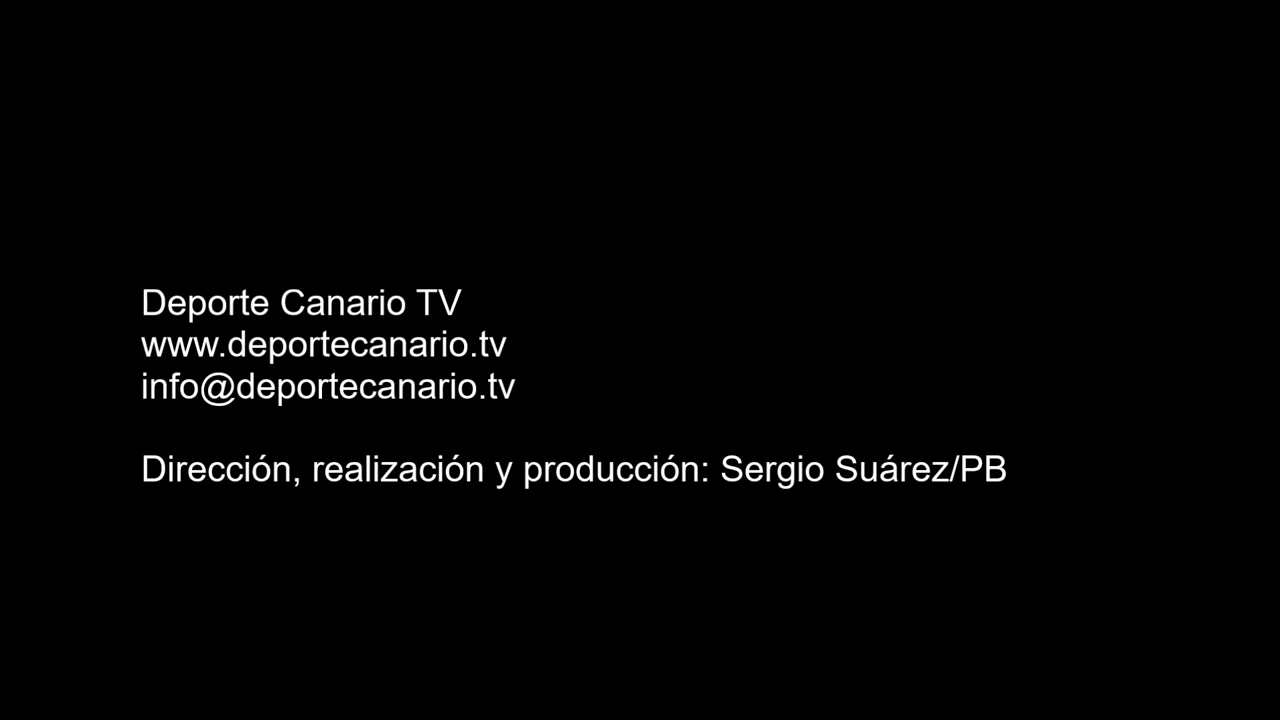 Deporte Canario TV
www.deportecanario.tv
info@deportecanario.tv
Dirección, realización y producción: Sergio Suárez/PB